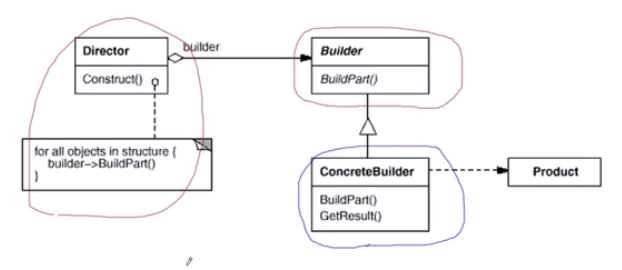 Director
Construct()
builder
Builder
BuildPart()
for all objects in structure {
builder->BuildPart()
}
ConcreteBuilder
BuildPart()
GetResult()
Product